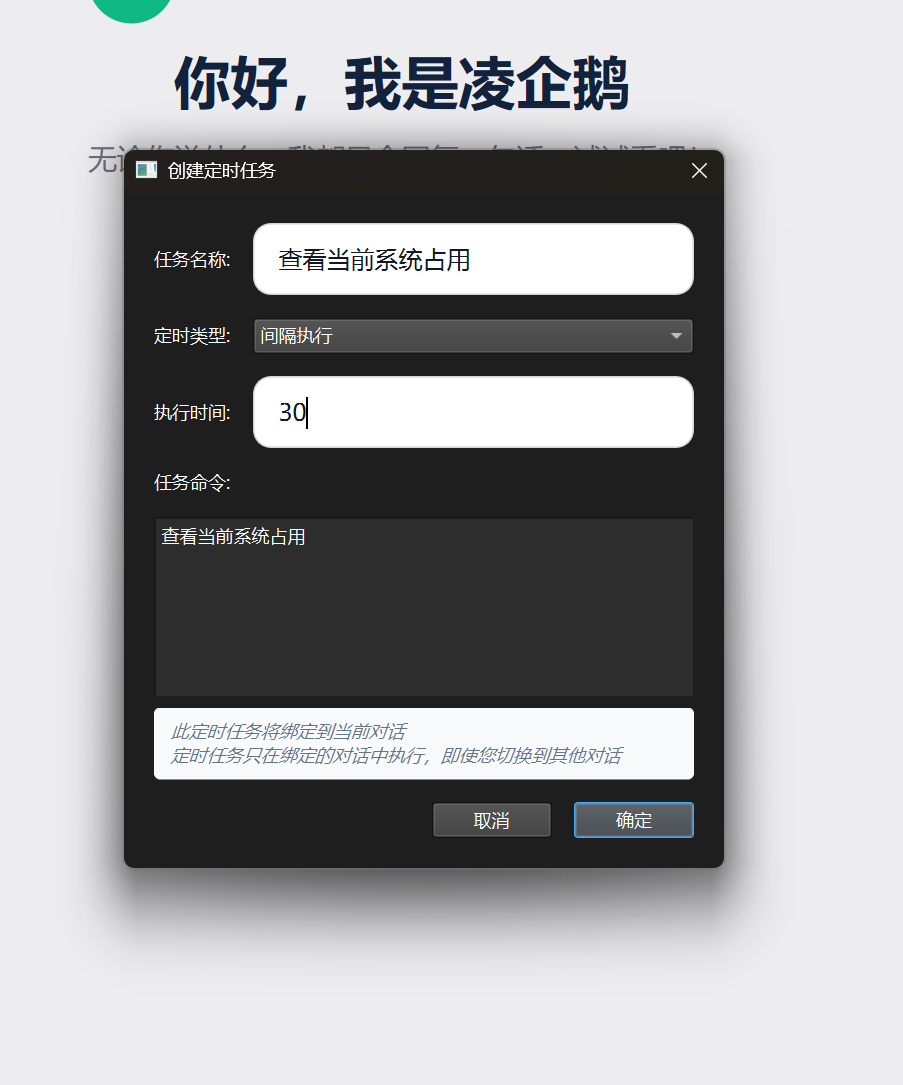 你好，我是凌企鹅
无论
创建定时任务
任务名称:
查看当前系统占用
定时类型:
间隔执行
执行时间:
30
任务命令:
查看当前系统占用
此定时任务将绑定到当前对话
定时任务只在绑定的对话中执行，即使您切换到其他对话
取消
确定